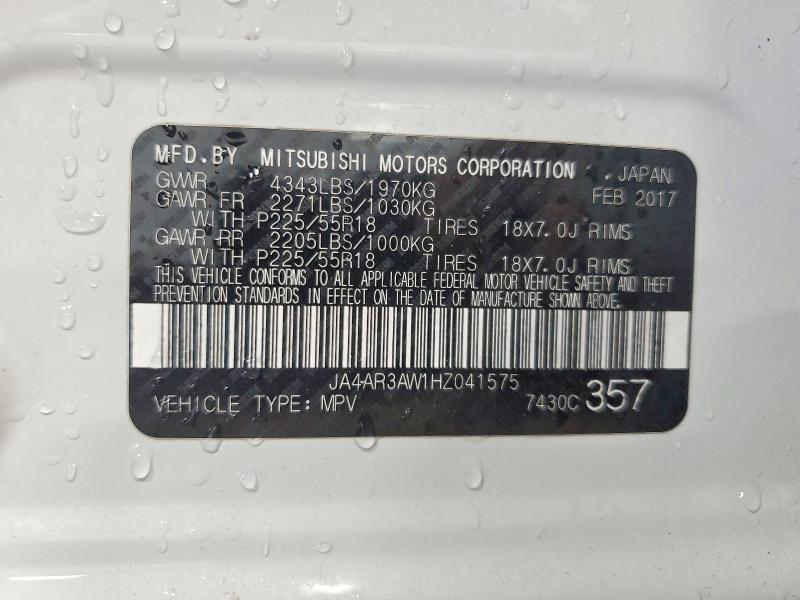 MFD.BY MITSUBISHI MOTORS CORPORATION , JAPAN
GVWR 4343LBS/1970KG FEB 2017
GAWR FR 2271LBS/1030KG
WITH P225/55R18 TIRES 18X7.0J RIMS
GAWR RR 2205LBS/1000KG
WITH P225/55R18 TIRES 18X7.0J RIMS
THIS VEHICLE CONFORMS TO ALL APPLICABLE FEDERAL MOTOR VEHICLE SAFETY AND THEFT
PREVENTION STANDARDS IN EFFECT ON THE DATE OF MANUFACTURE SHOWN ABOVE.
JA4AR3AW1HZ041575
VEHICLE TYPE:MPV 7430C 357